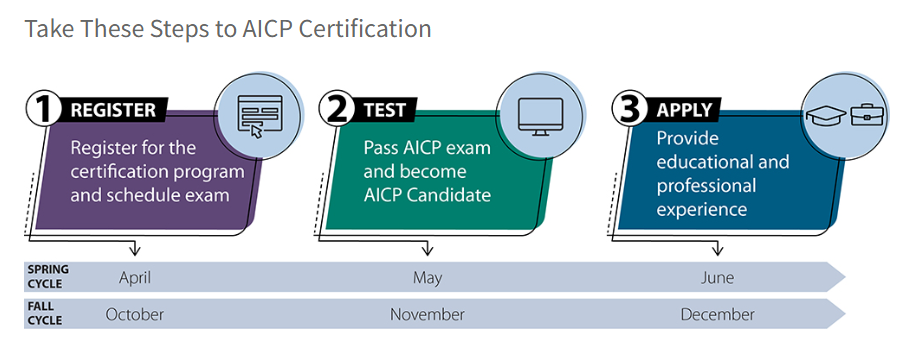 Take These Steps to AICP Certification
1 REGISTER
Register for the
certification program
and schedule exam
2 TEST
Pass AICP exam
and become
AICP Candidate
3 APPLY
Provide
educational and
professional
experience
SPRING
CYCLE
April
May
June
FALL
CYCLE
October
November
December